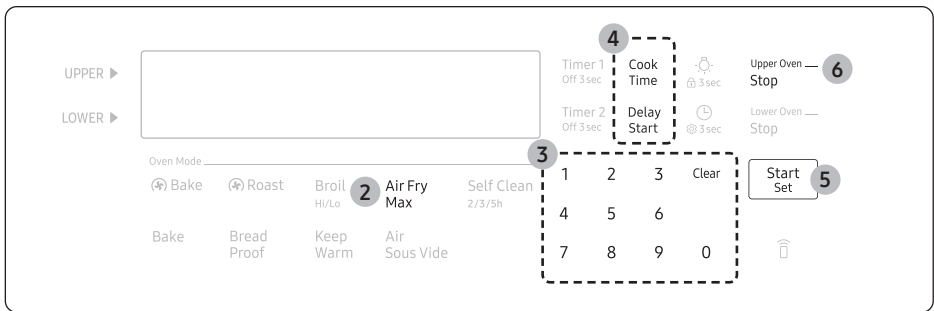 4
Timer 1 Cook Upper Oven
Off 3 sec Time 3 sec Stop 6
UPPER
LOWER
Timer 2 Delay Lower Oven
Off 3 sec Start 3 sec Stop
Oven Mode 3
Bake Roast Broil 2 Air Fry Self Clean 1 2 3 Clear Start 5
Hi/Lo Max 2/3/5h Set
4 5 6
Bake Bread Keep Air
Proof Warm Sous Vide 7 8 9 0